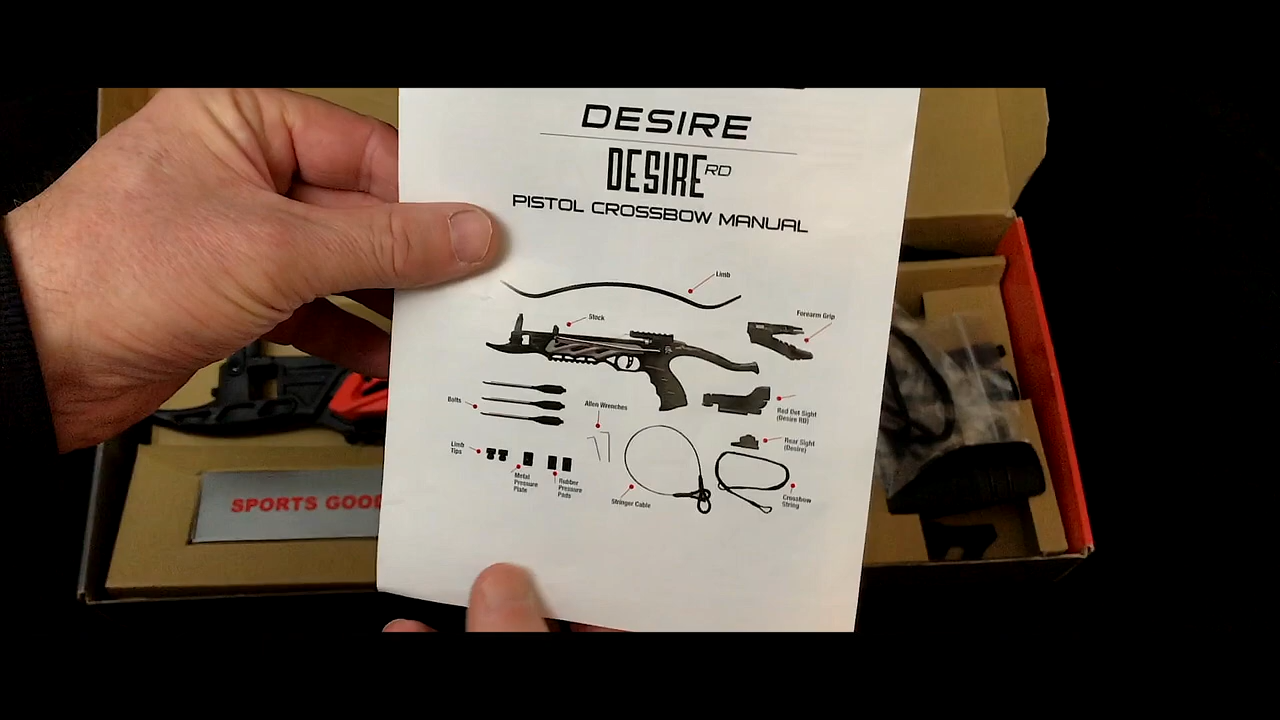 DESIRE
DESIRE RD
PISTOL CROSSBOW MANUAL
Limb
Stock
Forearm Grip
Bolts
Allen Wrenches
Red Dot Sight
(Desire RD)
Rear Sight
(Desire)
Limb
Tips
Metal
Pressure
Plate
Rubber
Pressure
Pads
Stringer Cable
Crossbow
String
SPORTS GOOD